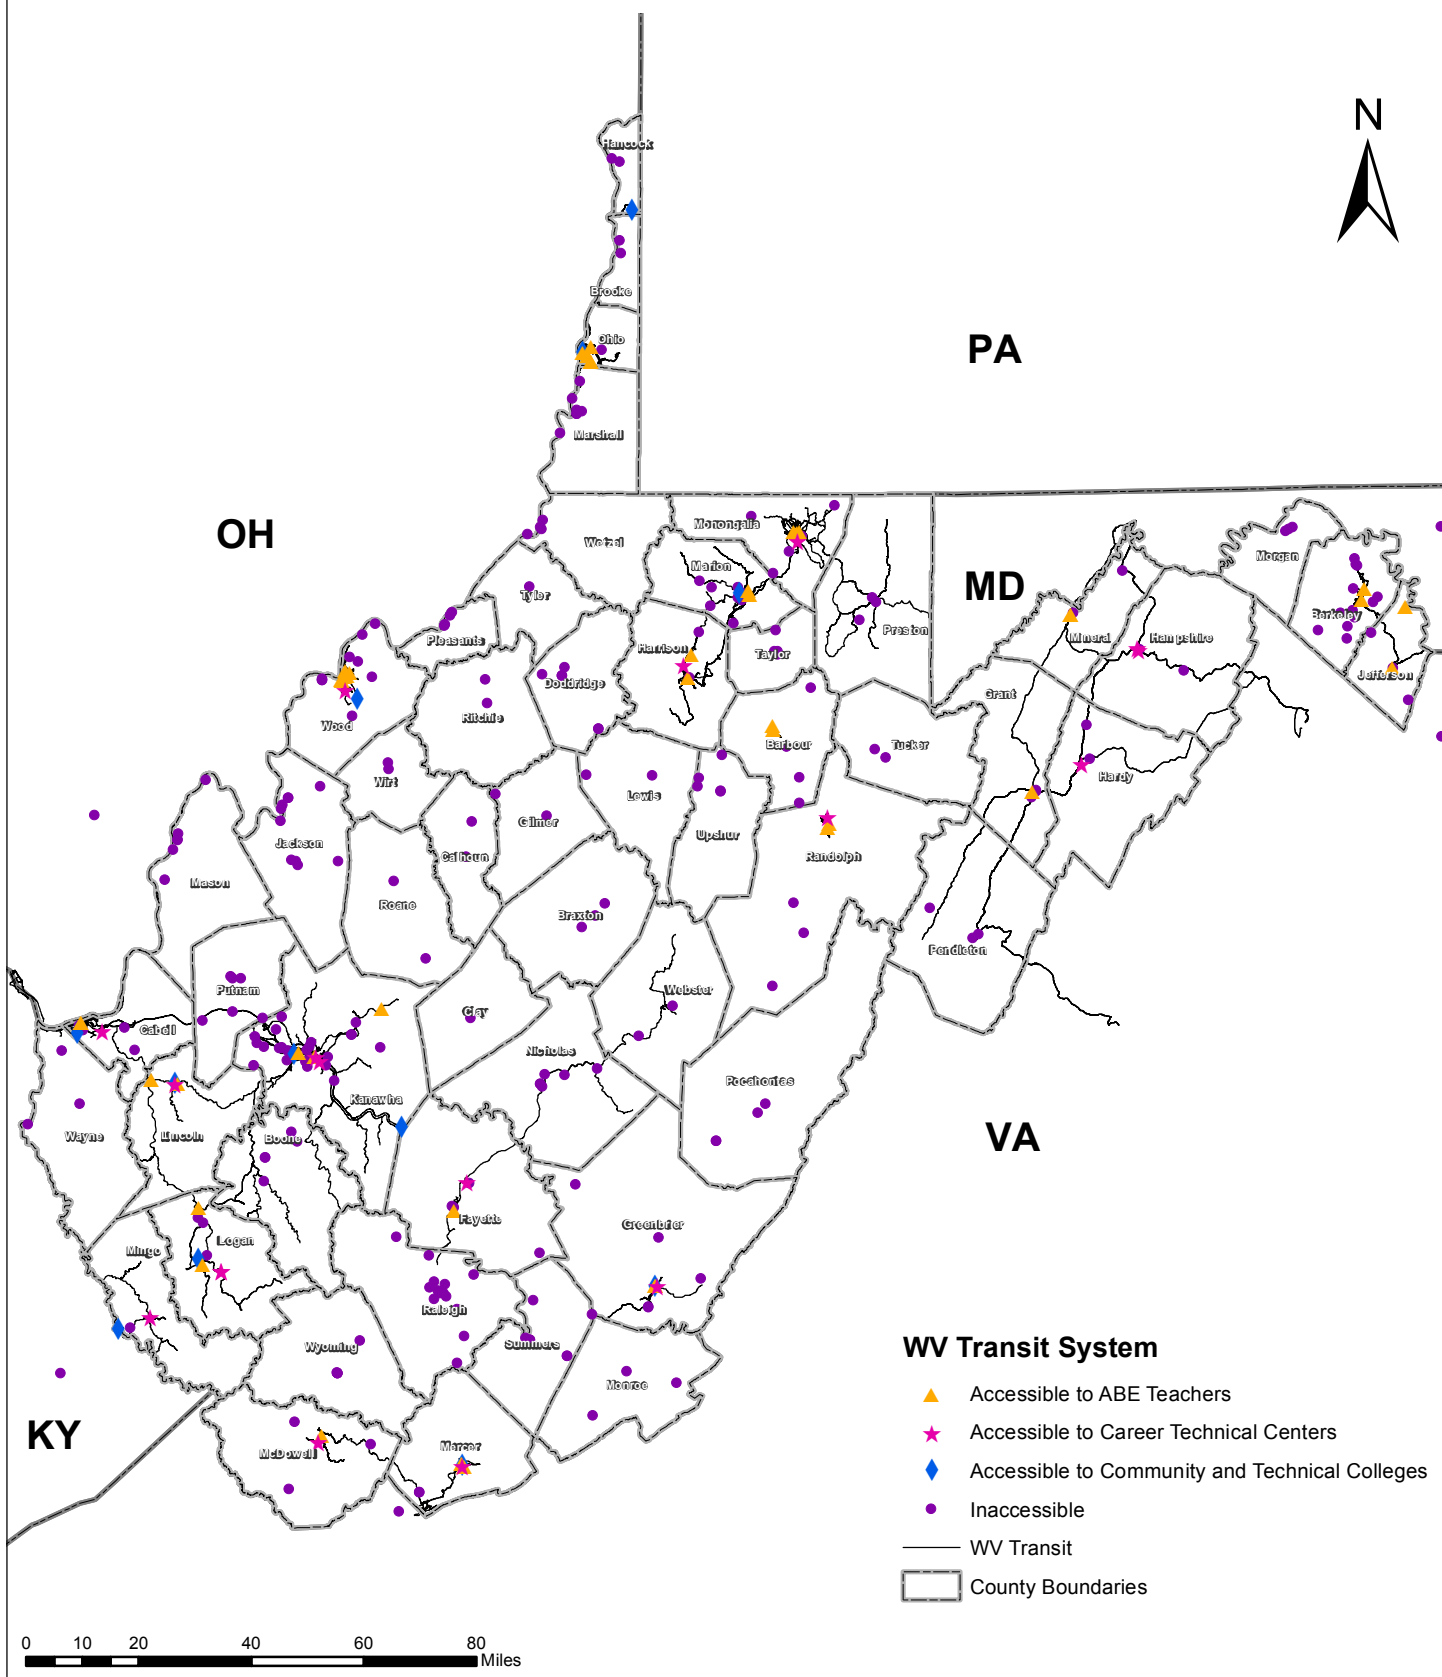 N
Hancock
Brooke
Ohio
PA
Marshall
OH
Monongalia
Wetzel
Morgan
Marion
MD
Tyler
Berkeley
Preston
Mineral
Hampshire
Pleasants
Harrison
Taylor
Jefferson
Doddridge
Grant
Ritchie
Wood
Barbour
Tucker
Wirt
Hardy
Lewis
Gilmer
Upshur
Jackson
Calhoun
Randolph
Mason
Roane
Braxton
Pendleton
Putnam
Webster
Clay
Cabell
Nicholas
Pocahontas
Kanawha
Wayne
Lincoln
Boone
VA
Fayette
Greenbrier
Logan
Mingo
Raleigh
Summers
Wyoming
Monroe
KY
McDowell
Mercer
WV Transit System
Accessible to ABE Teachers
Accessible to Career Technical Centers
Accessible to Community and Technical Colleges
Inaccessible
WV Transit
County Boundaries
0 10 20 40 60 80
Miles